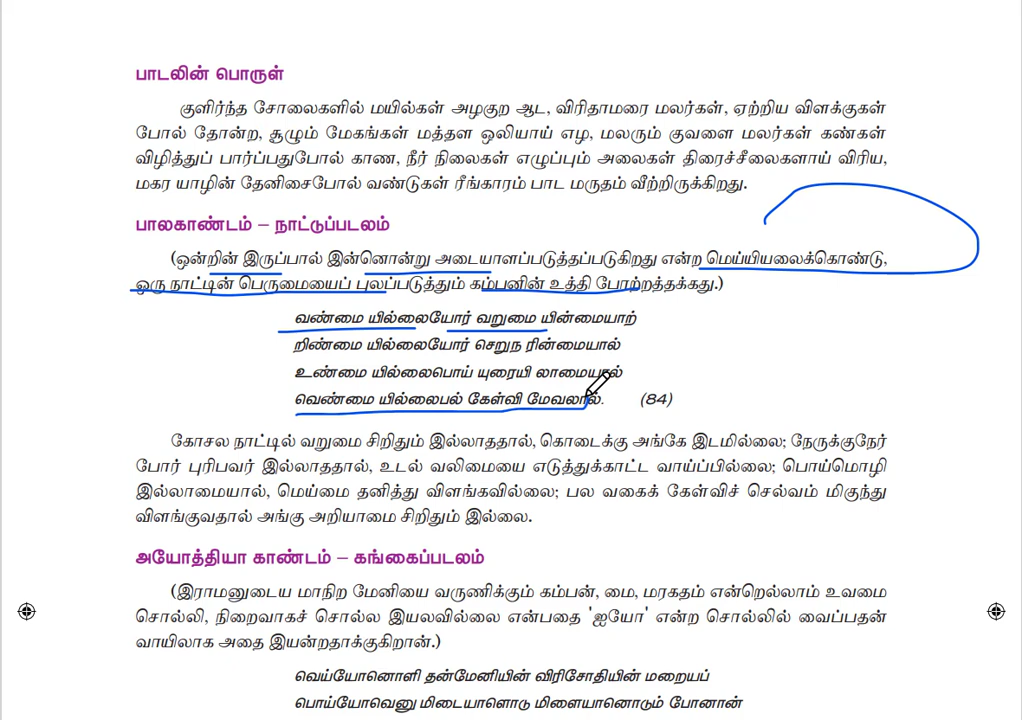 பாடலின் பொருள்
குளிர்ந்த சோலைகளில் மயில்கள் அழகுற ஆட, விரிதாமரை மலர்கள், ஏற்றிய விளக்குகள்
போல் தோன்ற, சூழும் மேகங்கள் மத்தள ஒலியாய் எழ, மலரும் குவளை மலர்கள் கண்கள்
விழித்துப் பார்ப்பதுபோல் காண, நீர் நிலைகள் எழுப்பும் அலைகள் திரைச்சீலைகளாய் விரிய,
மகர யாழின் தேனிசைபோல் வண்டுகள் ரீங்காரம் பாட மருதம் வீற்றிருக்கிறது.
பாலகாண்டம் – நாட்டுப்படலம்
(ஒன்றின் இருப்பால் இன்னொன்று அடையாளப்படுத்தப்படுகிறது என்ற மெய்யியலைக்கொண்டு,
ஒரு நாட்டின் பெருமையைப் புலப்படுத்தும் கம்பனின் உத்தி போற்றத்தக்கது.)
வண்மை யில்லையோர் வறுமை யின்மையாற்
றிண்மை யில்லையோர் செறுந ரின்மையால்
உண்மை யில்லைபொய் யுரையி லாமையால்
வெண்மை யில்லைபல் கேள்வி மேவலால். (84)
கோசல நாட்டில் வறுமை சிறிதும் இல்லாததால், கொடைக்கு அங்கே இடமில்லை; நேருக்குநேர்
போர் புரிபவர் இல்லாததால், உடல் வலிமையை எடுத்துக்காட்ட வாய்ப்பில்லை; பொய்மொழி
இல்லாமையால், மெய்மை தனித்து விளங்கவில்லை; பல வகைக் கேள்விச் செல்வம் மிகுந்து
விளங்குவதால் அங்கு அறியாமை சிறிதும் இல்லை.
அயோத்தியா காண்டம் – கங்கைப்படலம்
(இராமனுடைய மாநிற மேனியை வருணிக்கும் கம்பன், மை, மரகதம் என்றெல்லாம் உவமை
சொல்லி, நிறைவாகச் சொல்ல இயலவில்லை என்பதை 'ஐயோ' என்ற சொல்லில் வைப்பதன்
வாயிலாக அதை இயன்றதாக்குகிறான்.)
வெய்யோனொளி தன்மேனியின் விரிசோதியின் மறையப்
பொய்யோவெனு மிடையாளொடு மிளையானொடும் போனான்